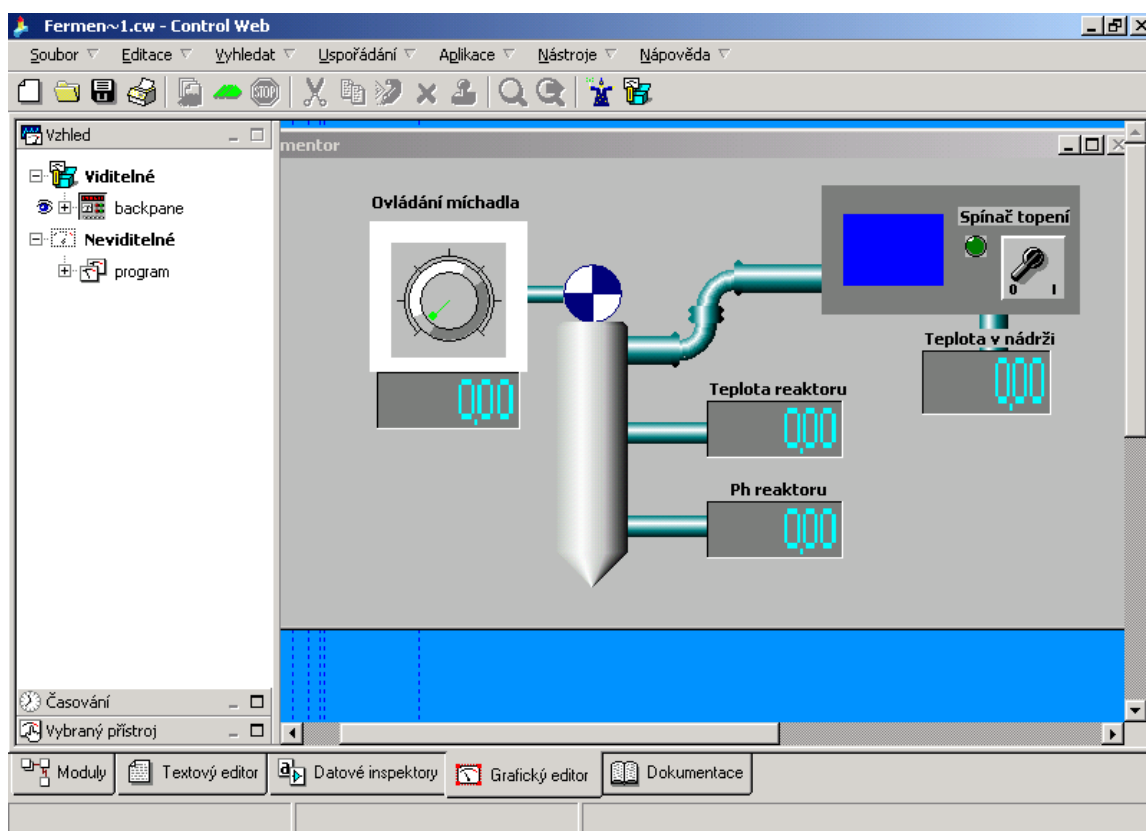 Fermen~1.cw - Control Web
Soubor Editace Vyhledat Uspořádání Aplikace Nástroje Nápověda
STOP
Vzhled
Viditelné
backpane
Neviditelné
program
Časování
Vybraný přístroj
mentor
Ovládání míchadla
0,00
Spínač topení
0 I
Teplota v nádrži
0,00
Teplota reaktoru
0,00
Ph reaktoru
0,00
Moduly Textový editor Datové inspektory Grafický editor Dokumentace